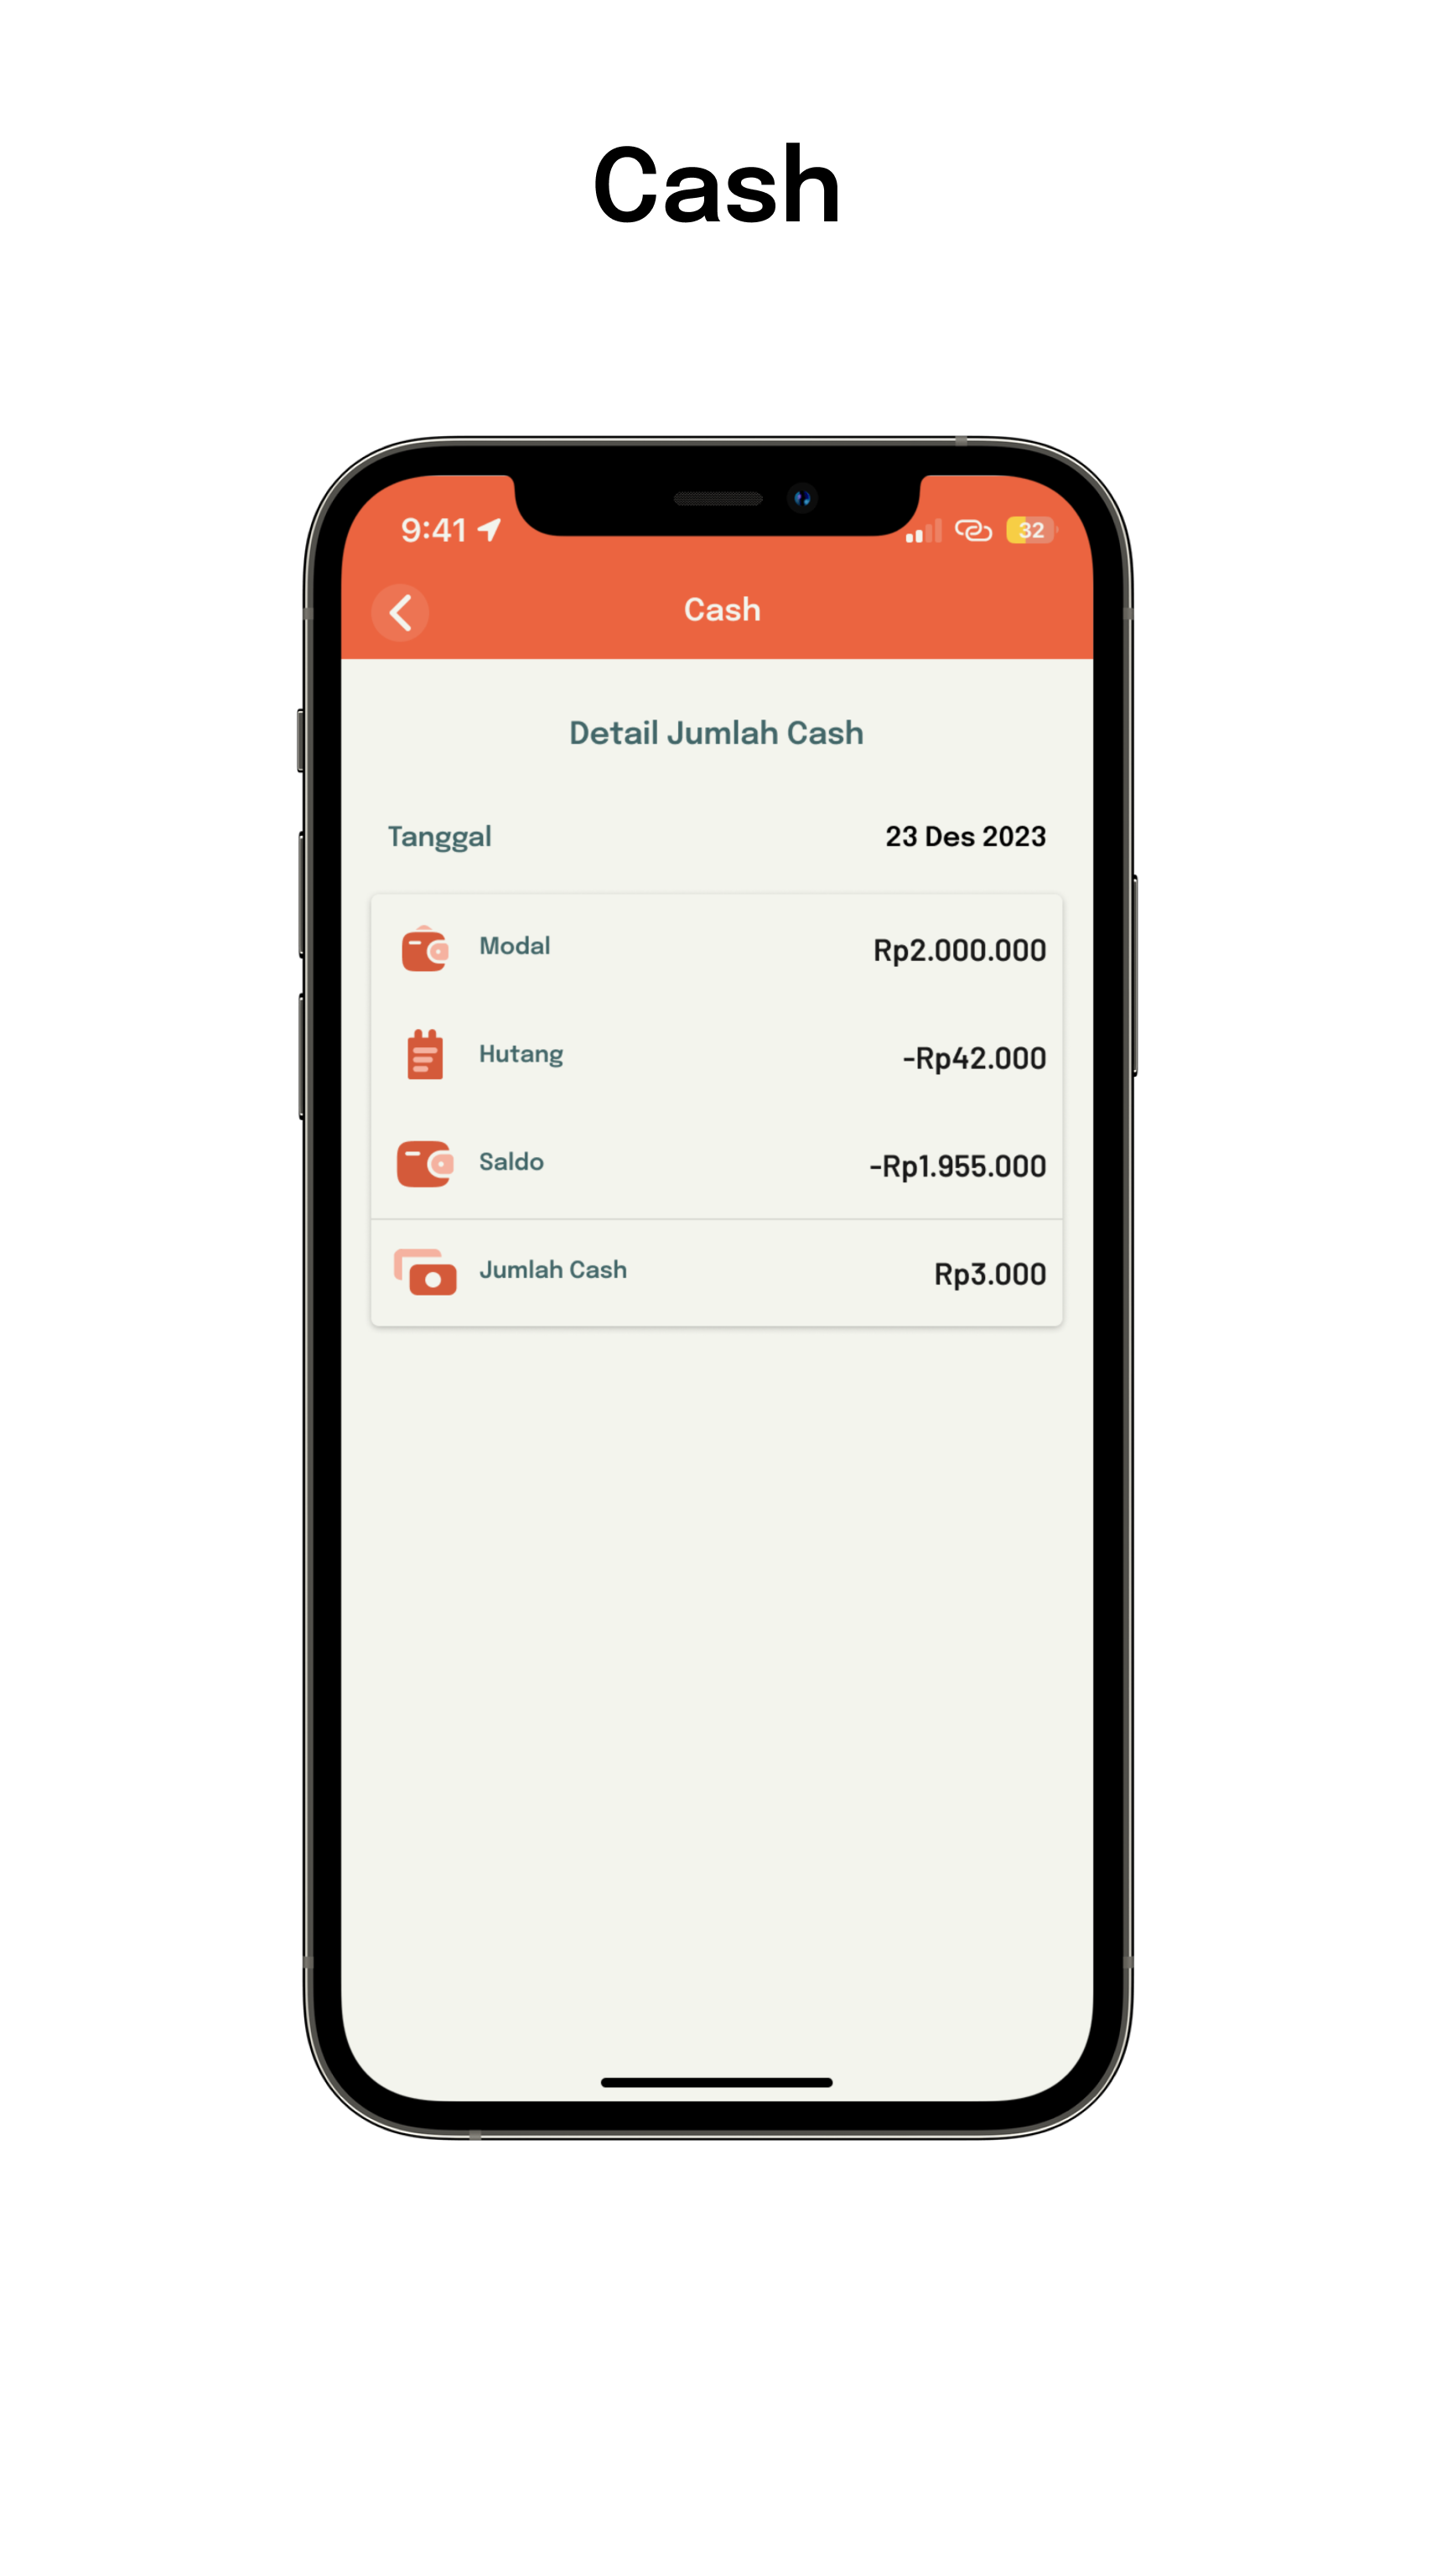 Cash
9:41
32
Cash
Detail Jumlah Cash
Tanggal 23 Des 2023
Modal Rp2.000.000
Hutang -Rp42.000
Saldo -Rp1.955.000
Jumlah Cash Rp3.000